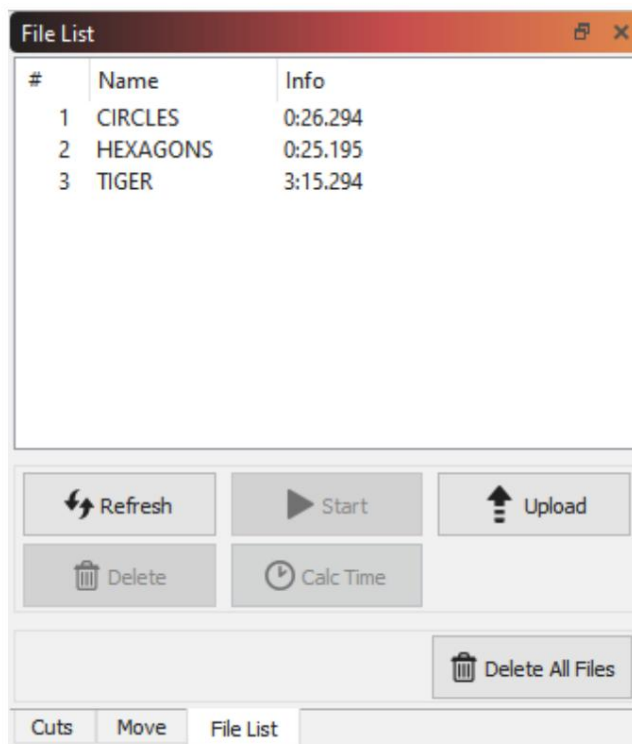 File List
# Name Info
1 CIRCLES 0:26.294
2 HEXAGONS 0:25.195
3 TIGER 3:15.294
Refresh Start Upload
Delete Calc Time
Delete All Files
Cuts Move File List